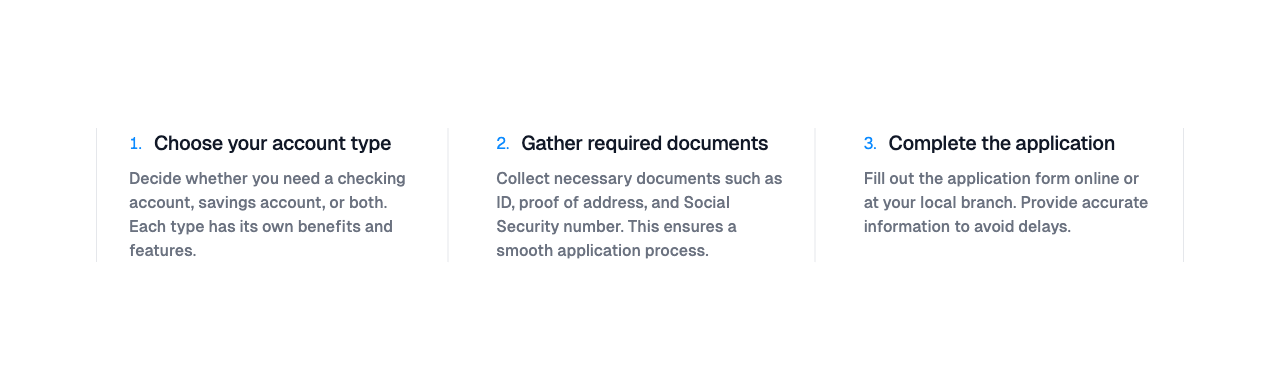 1. Choose your account type
Decide whether you need a checking
account, savings account, or both.
Each type has its own benefits and
features.
2. Gather required documents
Collect necessary documents such as
ID, proof of address, and Social
Security number. This ensures a
smooth application process.
3. Complete the application
Fill out the application form online or
at your local branch. Provide accurate
information to avoid delays.